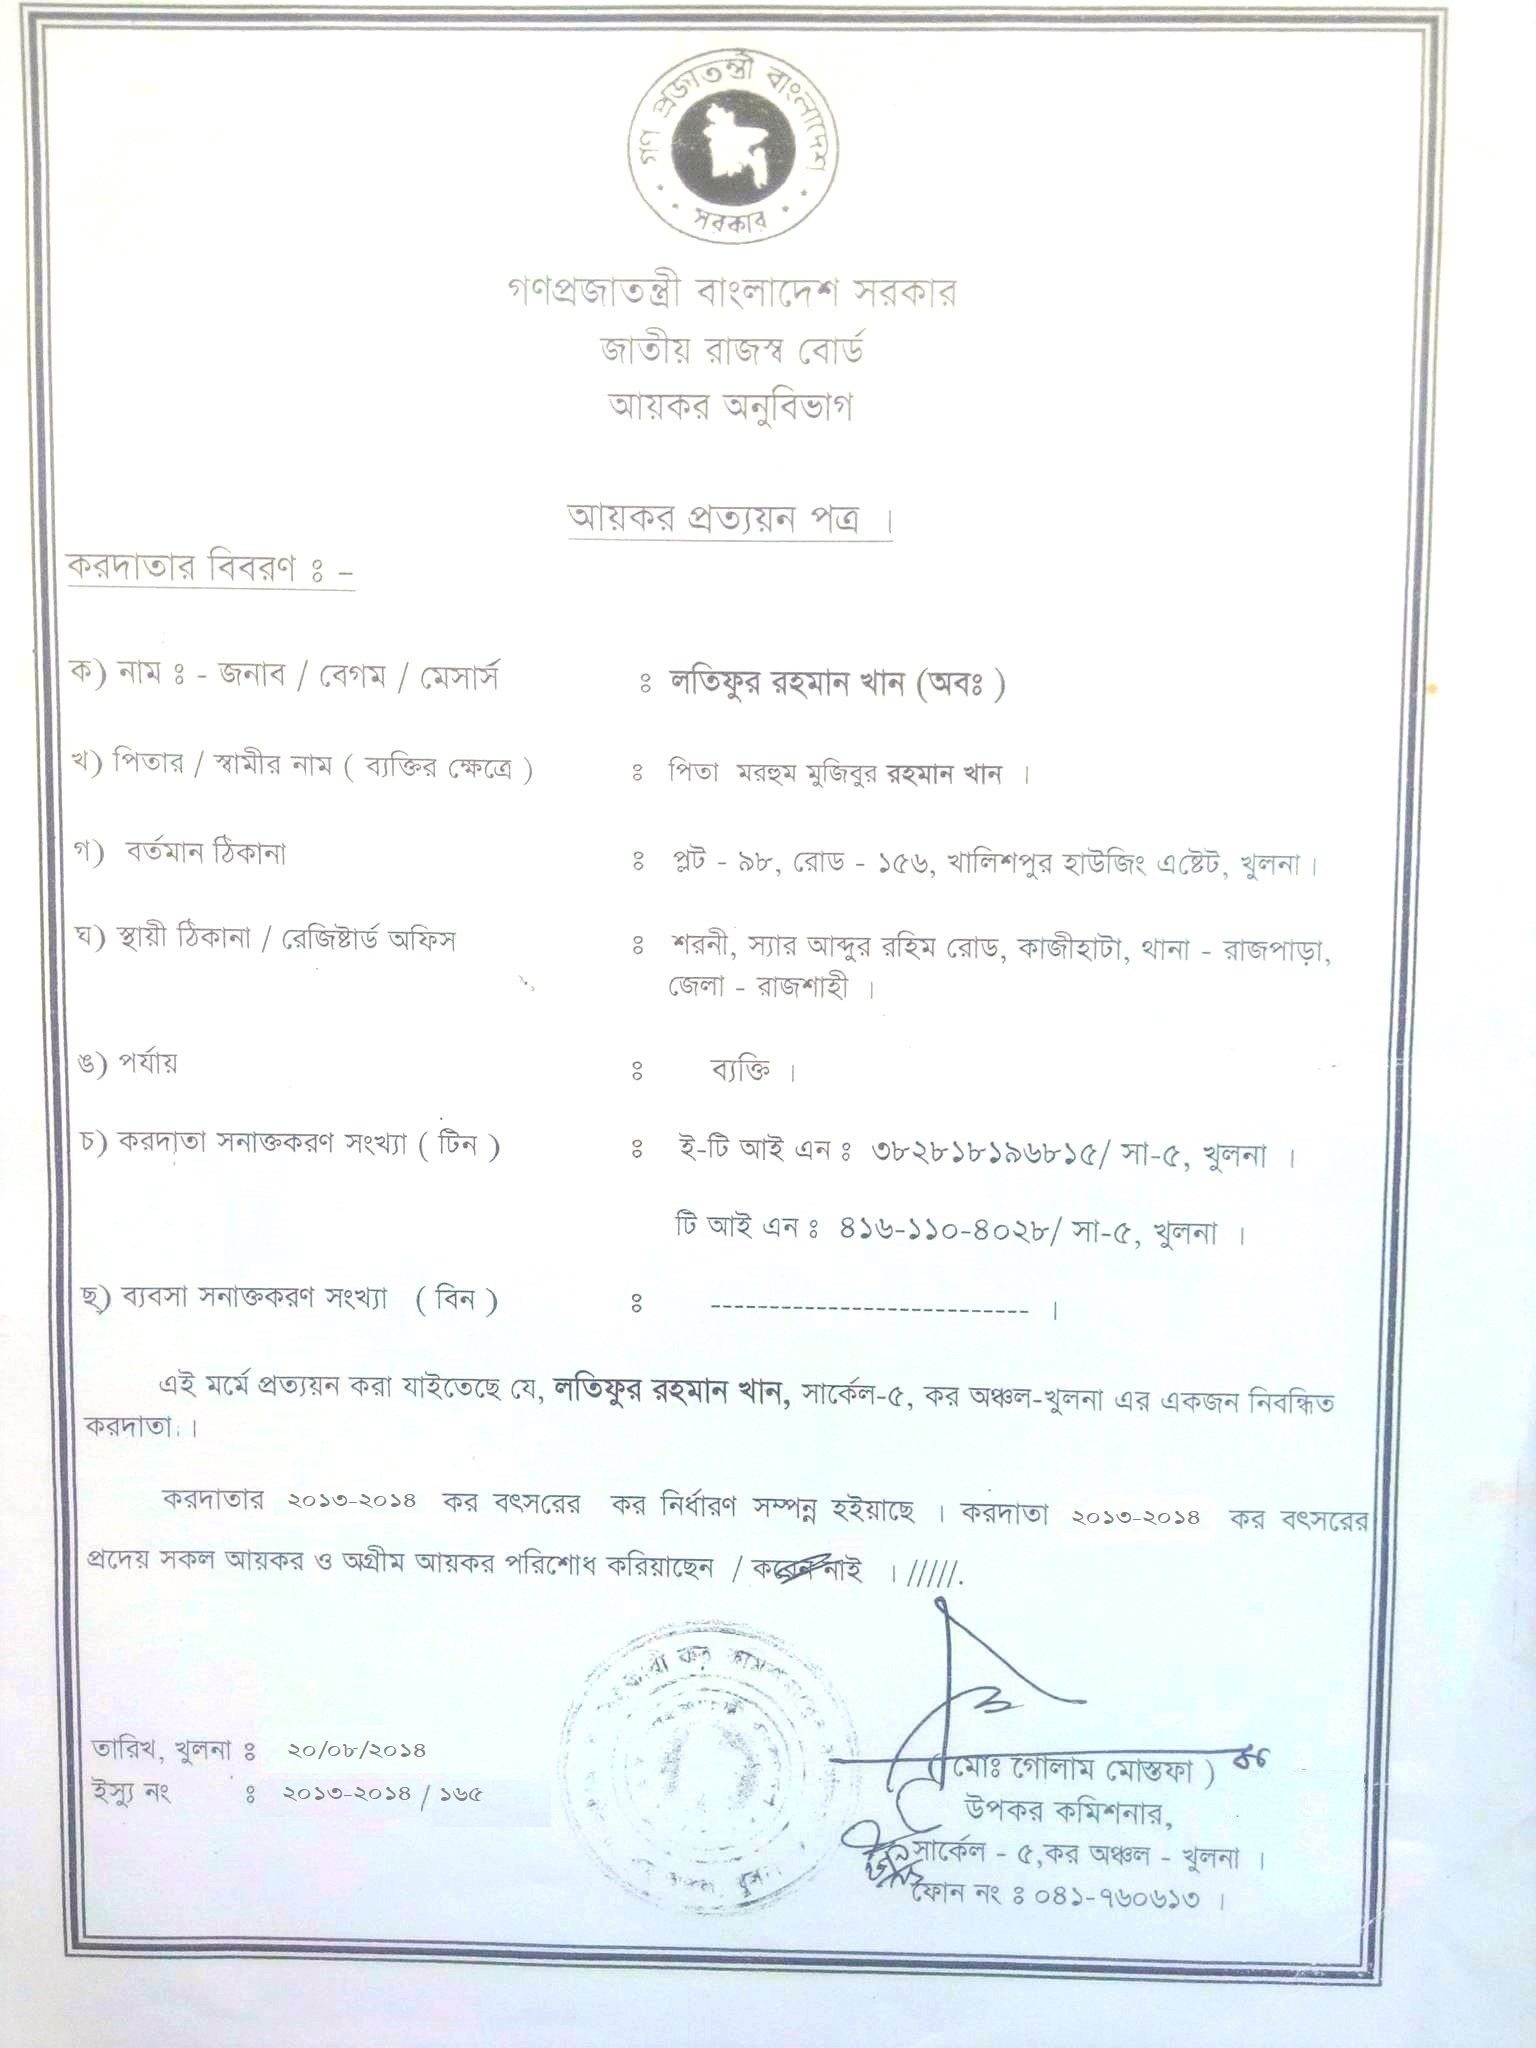 গণ প্রজাতন্ত্রী বাংলাদেশ
সরকার
গণপ্রজাতন্ত্রী বাংলাদেশ সরকার
জাতীয় রাজস্ব বোর্ড
আয়কর অনুবিভাগ
আয়কর প্রত্যয়ন পত্র ।
করদাতার বিবরণ ঃ -
ক) নাম ঃ - জনাব / বেগম / মেসার্স ঃ লতিফুর রহমান খান (অবঃ )
খ) পিতার / স্বামীর নাম ( ব্যক্তির ক্ষেত্রে ) ঃ পিতা মরহুম মুজিবুর রহমান খান ।
গ) বর্তমান ঠিকানা ঃ প্লট - ৯৮, রোড - ১৫৬, খালিশপুর হাউজিং এষ্টেট, খুলনা ।
ঘ) স্থায়ী ঠিকানা / রেজিষ্টার্ড অফিস ঃ শরনী, স্যার আব্দুর রহিম রোড, কাজীহাটা, থানা - রাজপাড়া,
জেলা - রাজশাহী ।
ঙ) পর্যায় ঃ ব্যক্তি ।
চ) করদাতা সনাক্তকরণ সংখ্যা ( টিন ) ঃ ই-টি আই এন ঃ ৩৮২৮১৮১৯৬৮১৫/ সা-৫, খুলনা ।
টি আই এন ঃ ৪১৬-১১০-৪০২৮/ সা-৫, খুলনা ।
ছ) ব্যবসা সনাক্তকরণ সংখ্যা ( বিন ) ঃ --------------------------- ।
এই মর্মে প্রত্যয়ন করা যাইতেছে যে, লতিফুর রহমান খান, সার্কেল-৫, কর অঞ্চল-খুলনা এর একজন নিবন্ধিত
করদাতা: ।
করদাতার ২০১৩-২০১৪ কর বৎসরের কর নির্ধারণ সম্পন্ন হইয়াছে । করদাতা ২০১৩-২০১৪ কর বৎসরের
প্রদেয় সকল আয়কর ও অগ্রীম আয়কর পরিশোধ করিয়াছেন / করেন নাই । /////.
তারিখ, খুলনা ঃ ২০/০৮/২০১৪
ইস্যু নং ঃ ২০১৩-২০১৪ / ১৬৫
( মোঃ গোলাম মোস্তফা )
উপকর কমিশনার,
সার্কেল - ৫,কর অঞ্চল - খুলনা ।
ফোন নং ঃ ০৪১-৭৬০৬১৩ ।